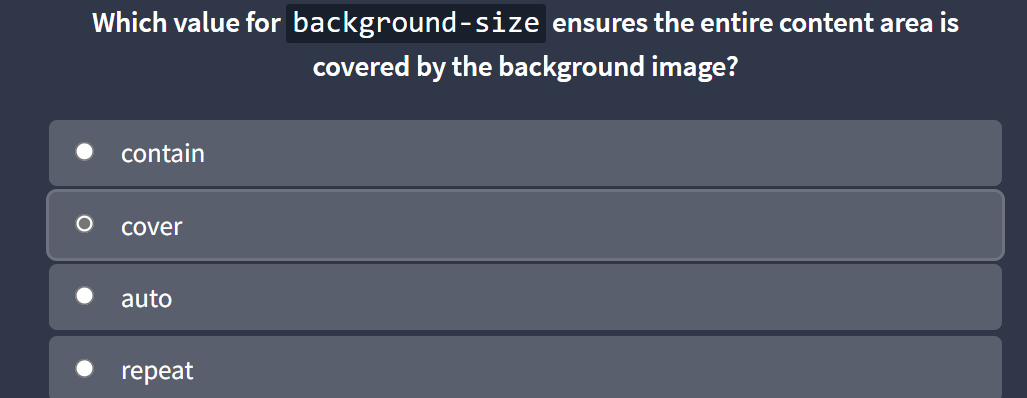 Which value for background-size ensures the entire content area is
covered by the background image?
contain
cover
auto
repeat